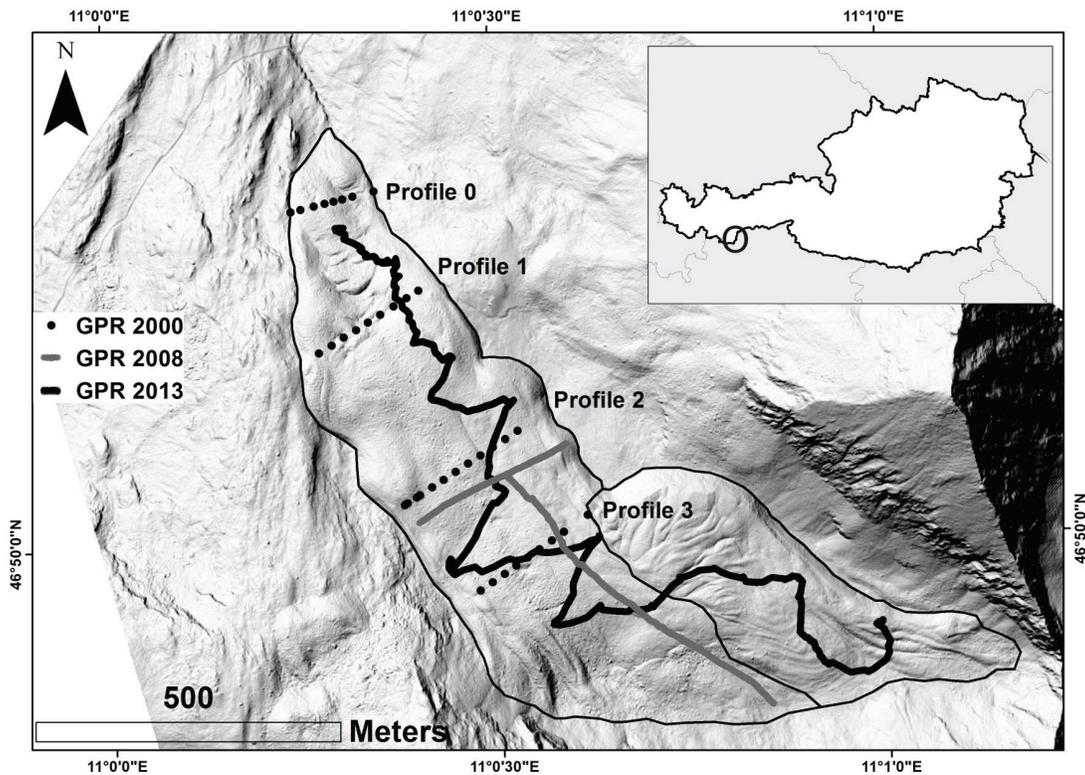 11°0'0"E
11°0'30"E
11°1'0"E
N
Profile 0
Profile 1
GPR 2000
GPR 2008
GPR 2013
Profile 2
Profile 3
46°50'0"N
46°50'0"N
500
Meters
11°0'0"E
11°0'30"E
11°1'0"E